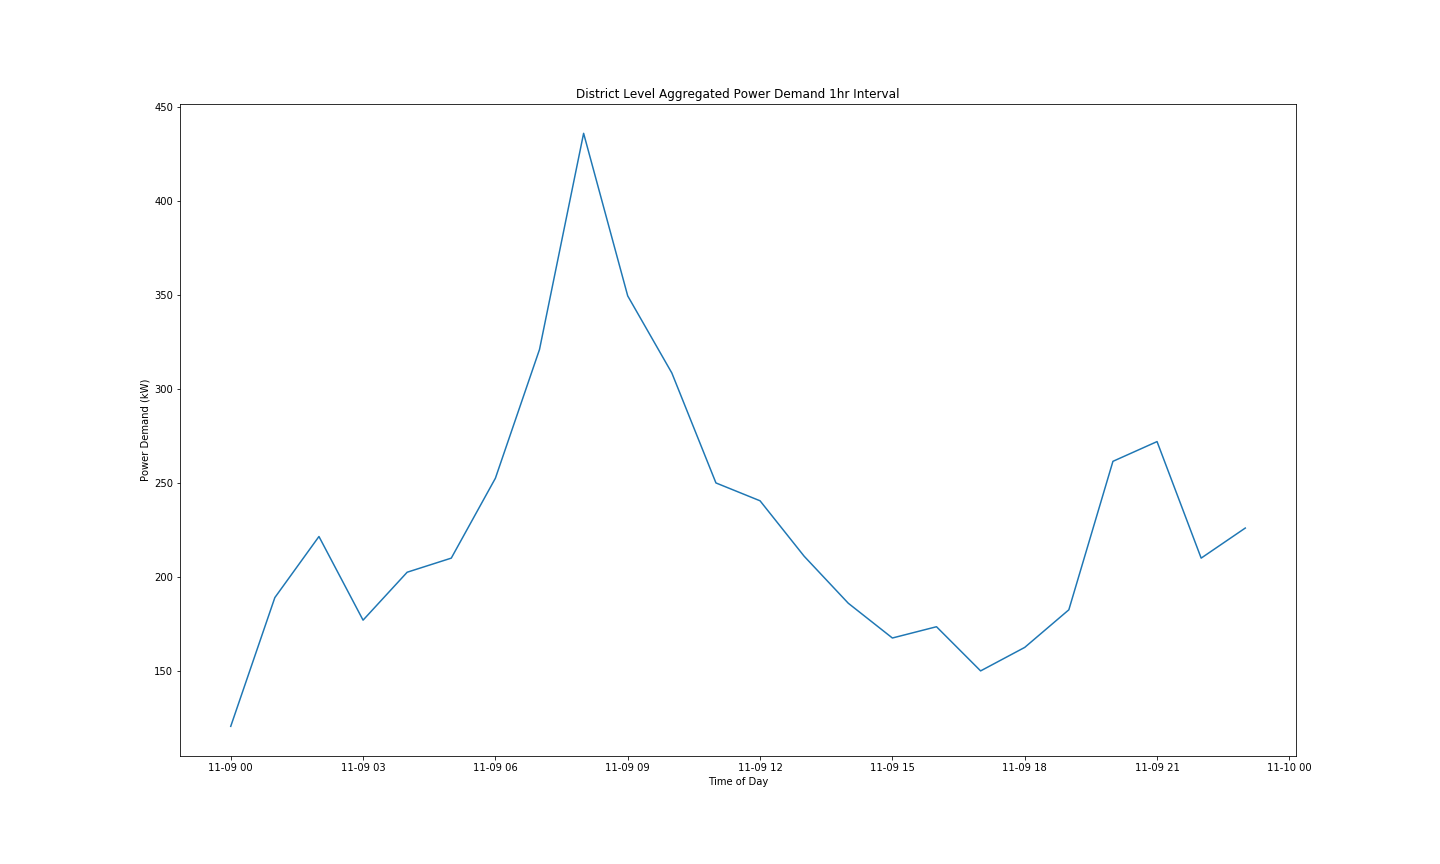 District Level Aggregated Power Demand 1hr Interval
450
400
350
300
250
200
150
Power Demand (kW)
11-09 00 11-09 03 11-09 06 11-09 09 11-09 12 11-09 15 11-09 18 11-09 21 11-10 00
Time of Day